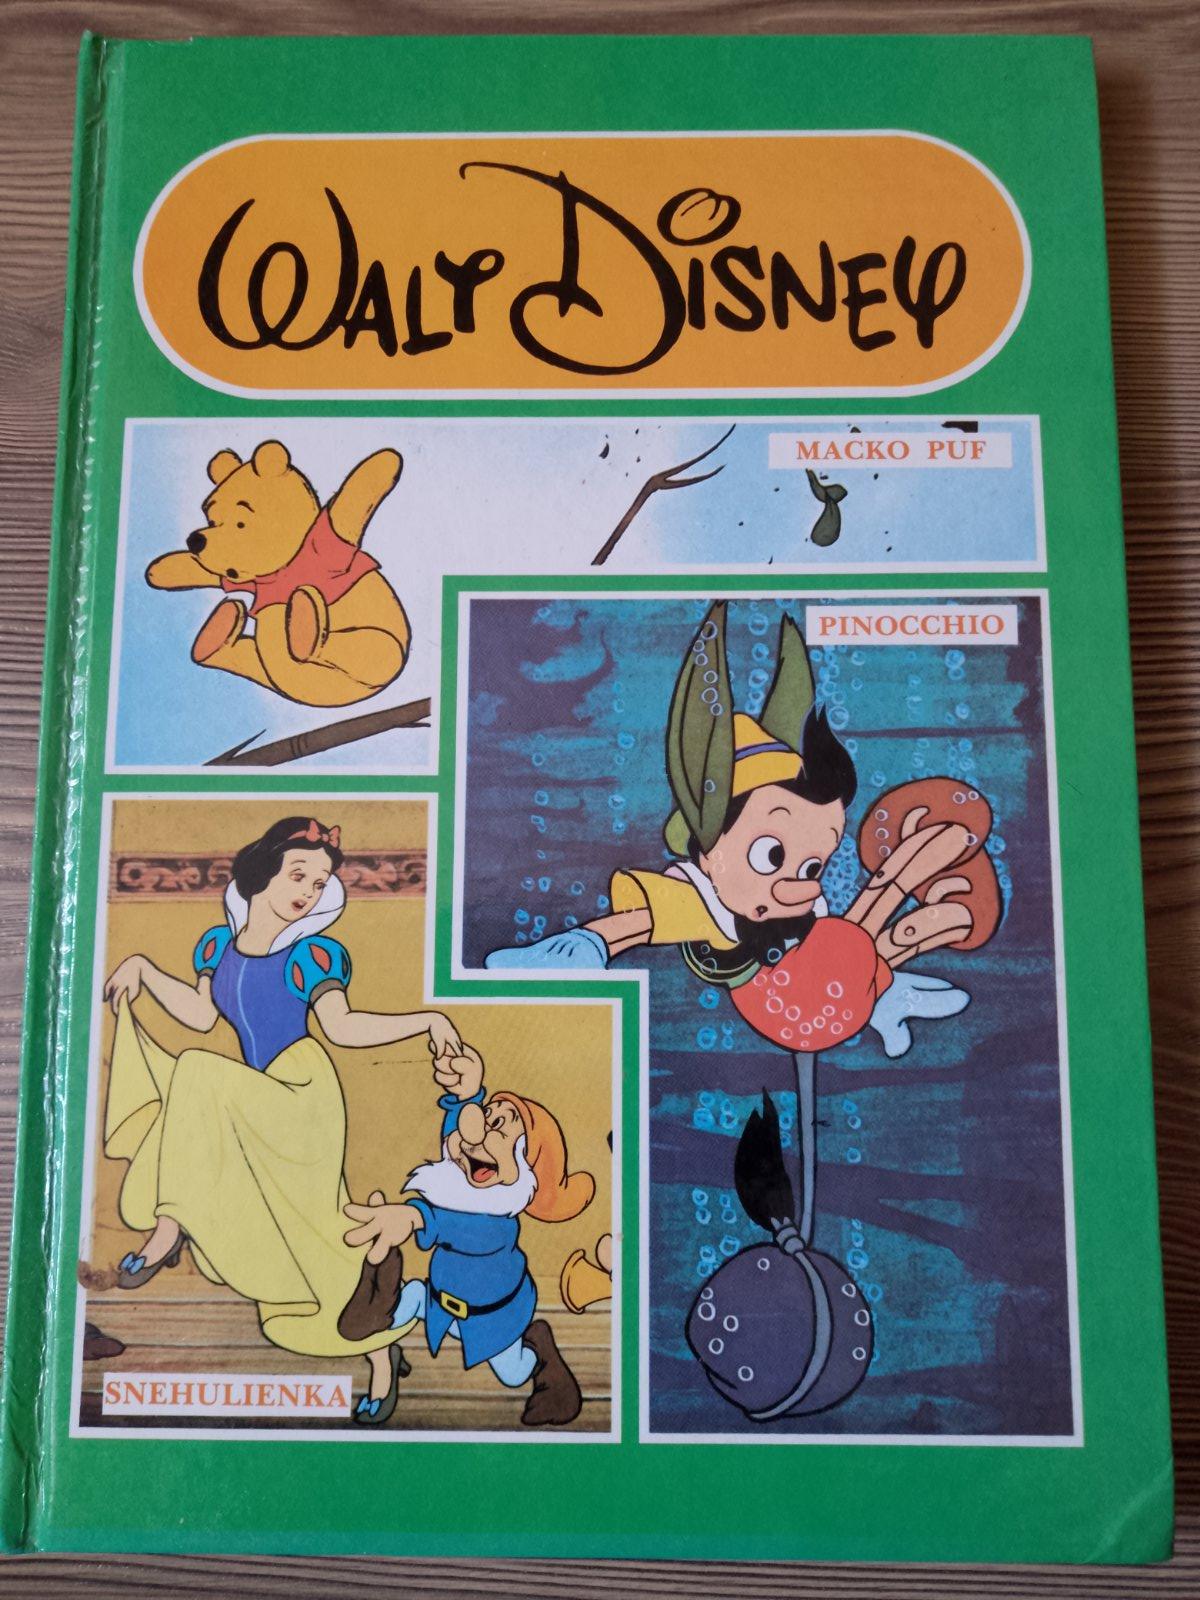 WALT DISNEY
MACKO PUF
PINOCCHIO
SNEHULIENKA